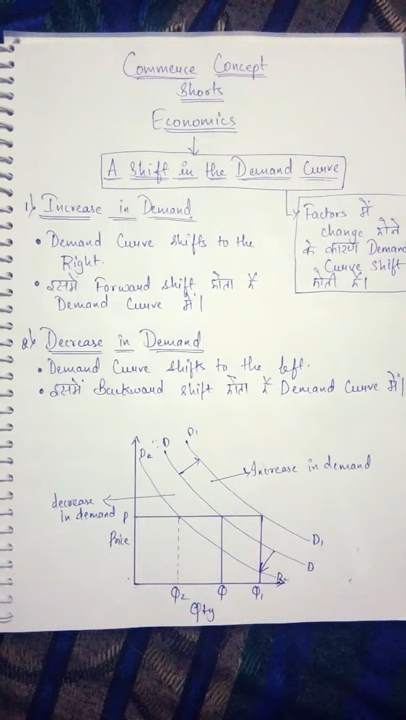 Commerce Concept
Shorts
Economics
A Shift in the Demand Curve
Factors में
change होने
के कारण Demand
Curve shift
होती है।
1) Increase in Demand
• Demand Curve shifts to the
Right.
• इसमें Forward shift होता है
Demand Curve में।
2) Decrease in Demand
• Demand Curve shifts to the left.
• इसमें Backward shift होता है Demand Curve में।
D2 D D1
Increase in demand
decrease
in demand P
Price
D1
D
D2
Q2 Q Q1
Qty